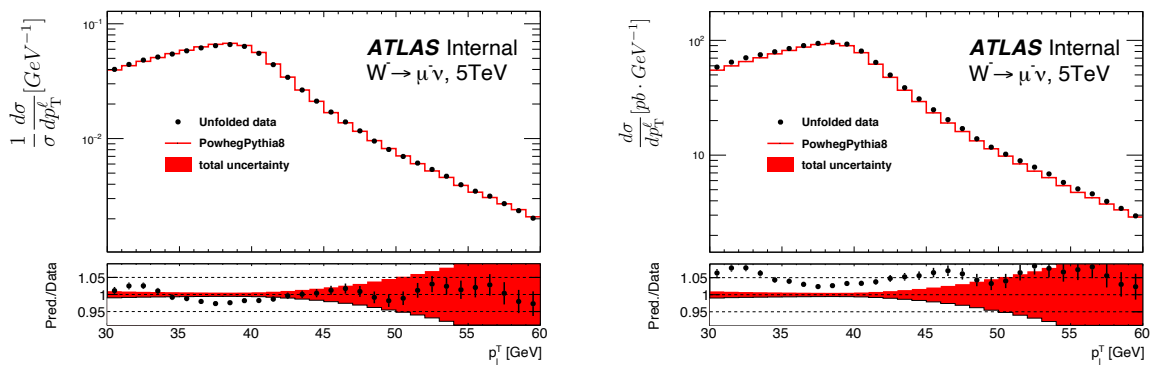 1/σ dσ/dp_T^ℓ [GeV^{-1}]
10^{-1}
10^{-2}
ATLAS Internal
W^-→ μ^-ν, 5TeV
Unfolded data
PowhegPythia8
total uncertainty
Pred./Data
1.05
1
0.95
30 35 40 45 50 55 60
p_l^T [GeV]
dσ/dp_T^ℓ [pb · GeV^{-1}]
10^2
10
ATLAS Internal
W^-→ μ^-ν, 5TeV
Unfolded data
PowhegPythia8
total uncertainty
Pred./Data
1.05
1
0.95
30 35 40 45 50 55 60
p_l^T [GeV]